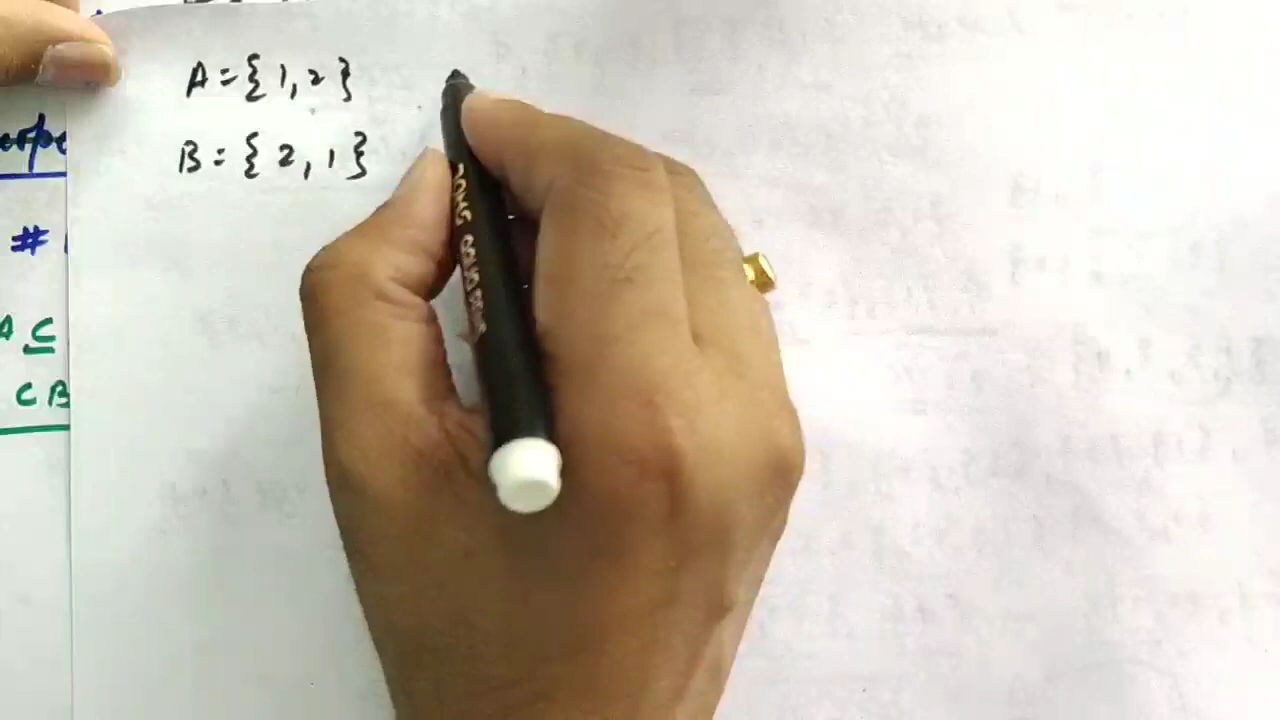 A = { 1, 2 }
B = { 2, 1 }
#
A ⊆
⊂ B